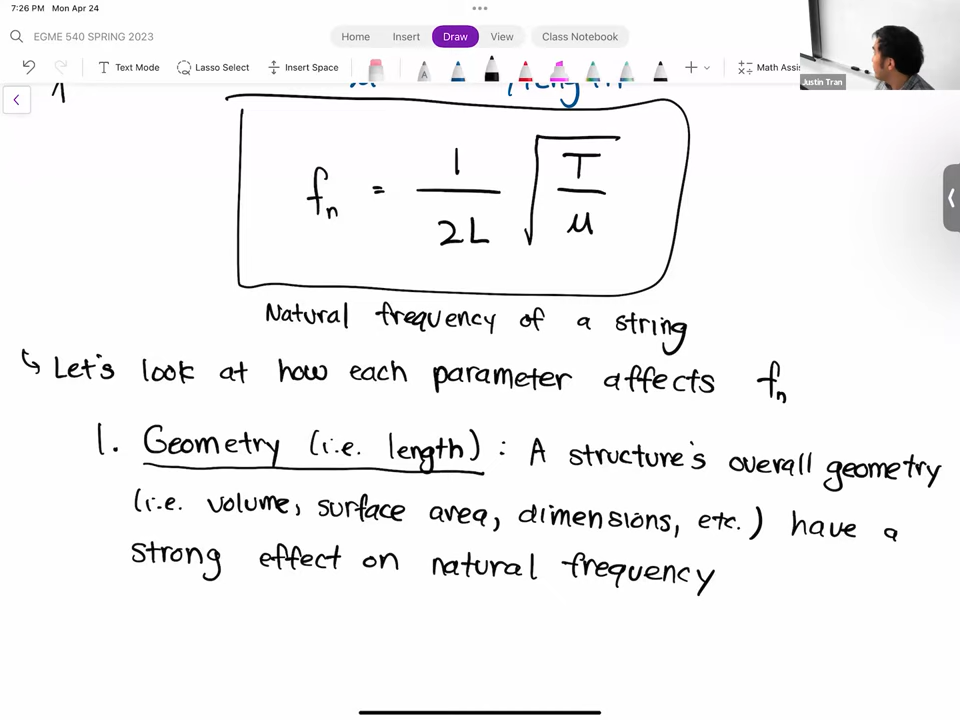 7:26 PM Mon Apr 24
EGME 540 SPRING 2023
Home Insert Draw View Class Notebook
Text Mode Lasso Select Insert Space Math Assis
Justin Tran
length
fn = 1 / 2L √ T / μ
Natural frequency of a string
↳ Let's look at how each parameter affects fn
1. Geometry (i.e. length) : A structure's overall geometry
(i.e. volume, surface area, dimensions, etc.) have a
strong effect on natural frequency